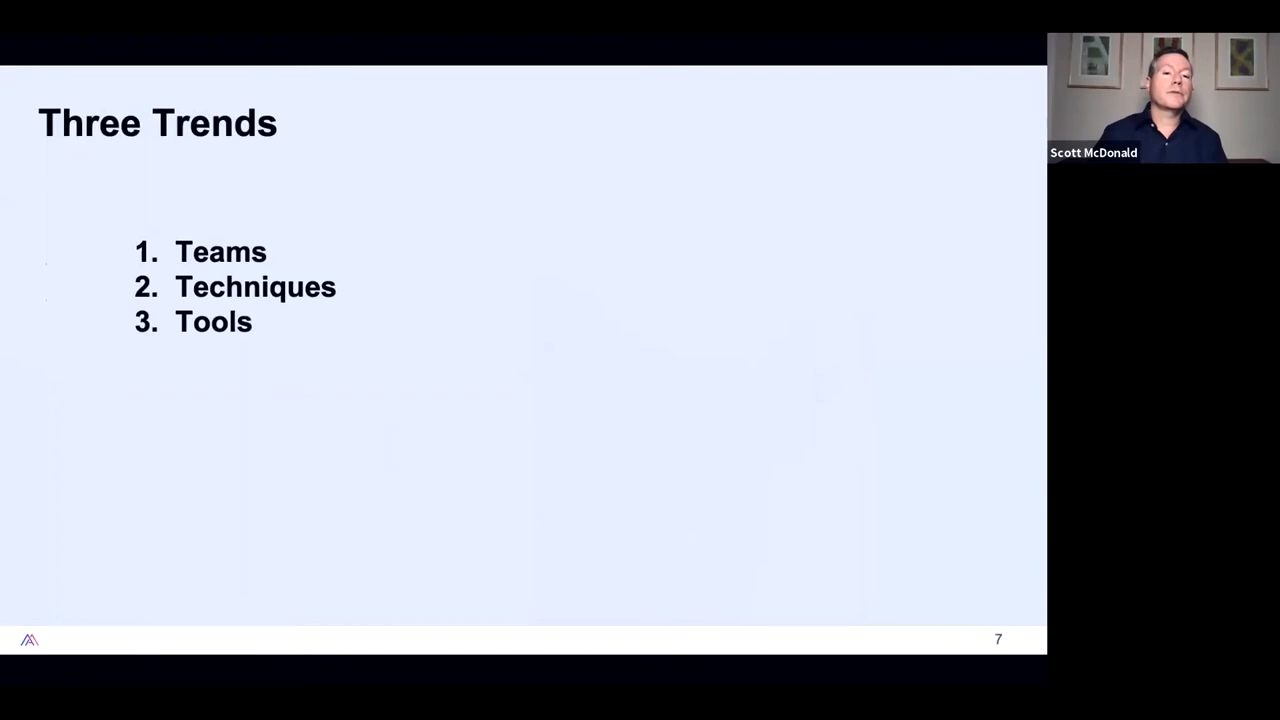 Three Trends
1. Teams
2. Techniques
3. Tools
7
Scott McDonald